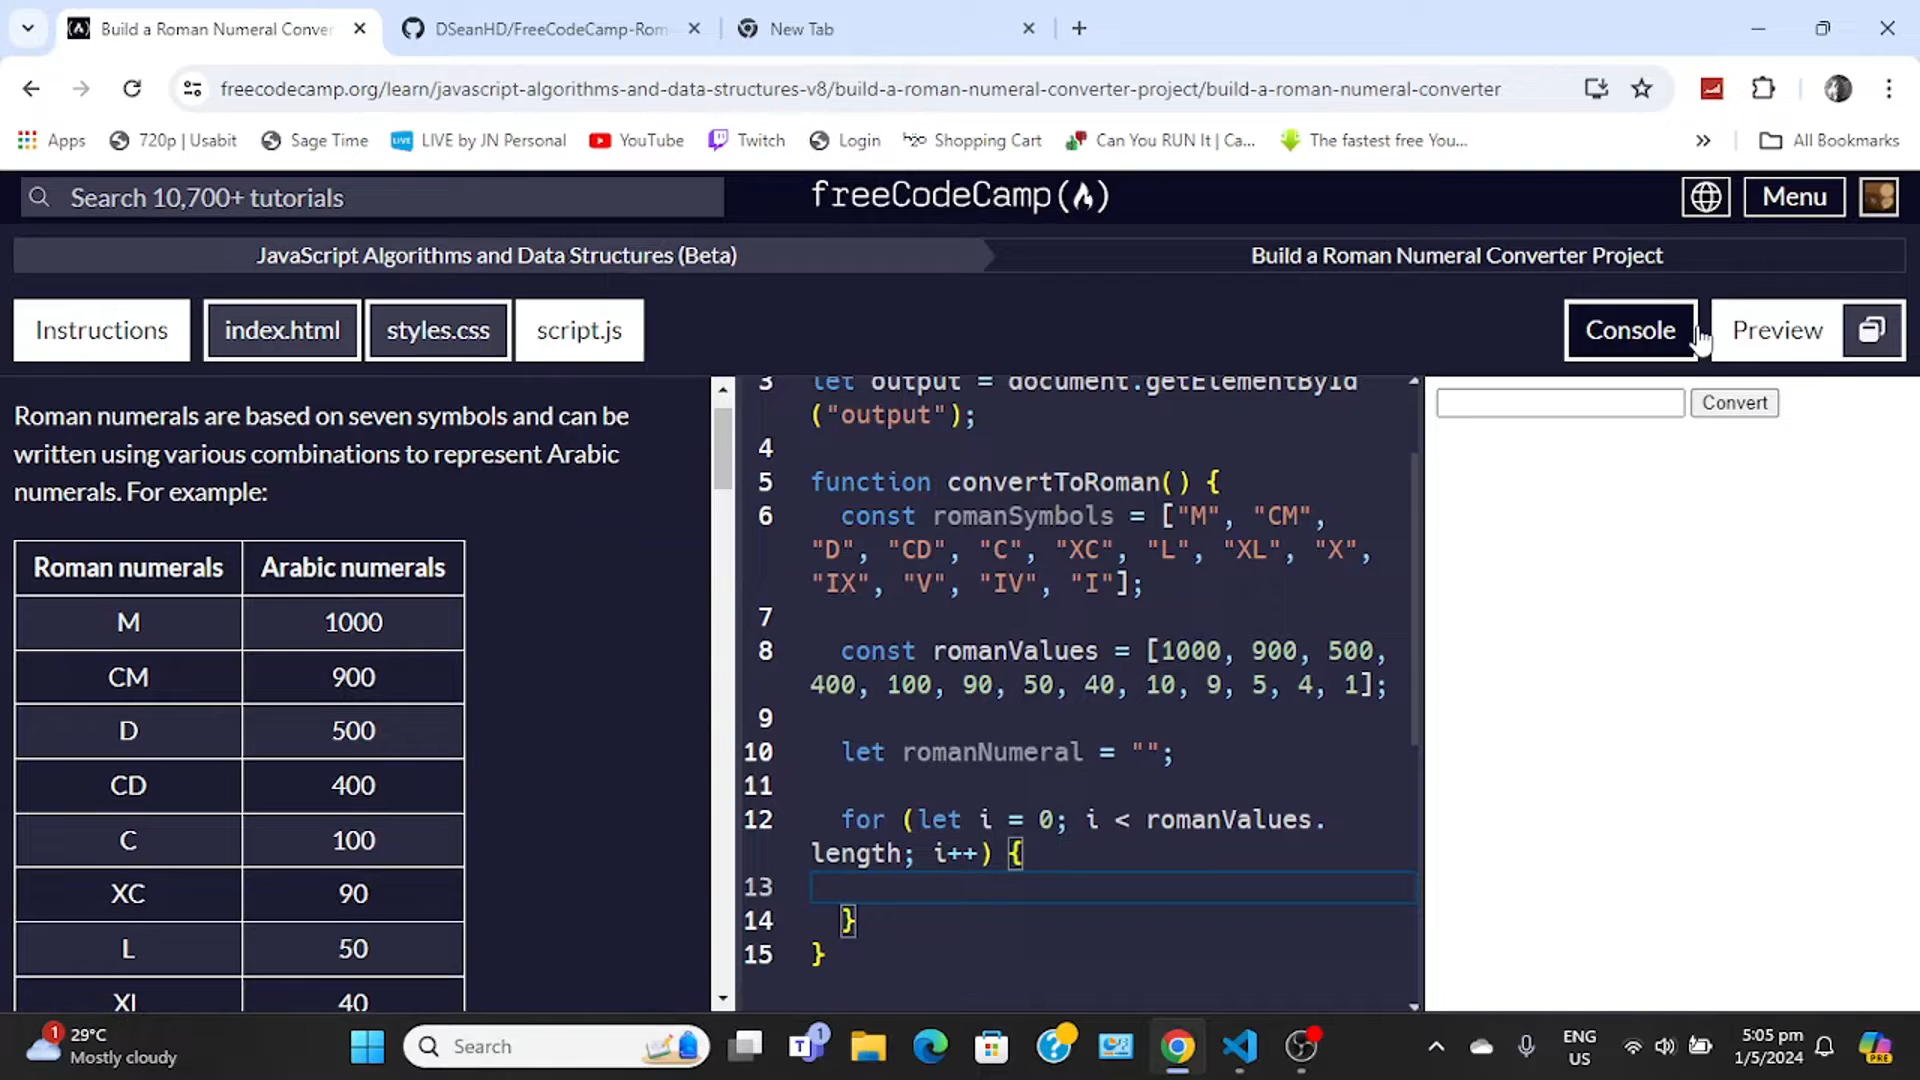 Build a Roman Numeral Conver
DSeanHD/FreeCodeCamp-Rom
New Tab
freecodecamp.org/learn/javascript-algorithms-and-data-structures-v8/build-a-roman-numeral-converter-project/build-a-roman-numeral-converter
Apps
720p | Usabit
Sage Time
LIVE
LIVE by JN Personal
YouTube
Twitch
Login
Shopping Cart
Can You RUN It | Ca...
The fastest free You...
All Bookmarks
Search 10,700+ tutorials
freeCodeCamp
Menu
JavaScript Algorithms and Data Structures (Beta)
Build a Roman Numeral Converter Project
Instructions
index.html
styles.css
script.js
Console
Preview
Roman numerals are based on seven symbols and can be
written using various combinations to represent Arabic
numerals. For example:
Roman numerals Arabic numerals
M 1000
CM 900
D 500
CD 400
C 100
XC 90
L 50
XL 40
3 let output = document.getElementById
("output");
4
5 function convertToRoman() {
6 const romanSymbols = ["M", "CM",
"D", "CD", "C", "XC", "L", "XL", "X",
"IX", "V", "IV", "I"];
7
8 const romanValues = [1000, 900, 500,
400, 100, 90, 50, 40, 10, 9, 5, 4, 1];
9
10 let romanNumeral = "";
11
12 for (let i = 0; i < romanValues.
length; i++) {
13
14 }
15 }
Convert
1
29°C
Mostly cloudy
Search
1
ENG
US
5:05 pm
1/5/2024
PRE